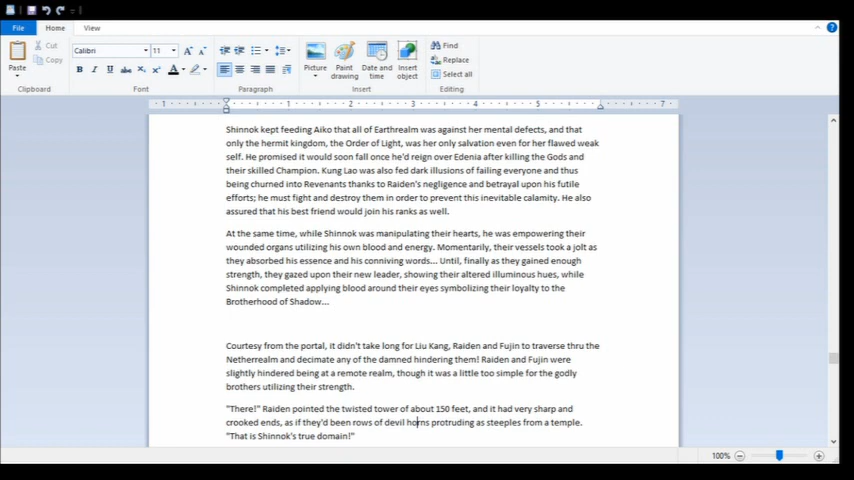 File
Home
View
Paste
Cut
Copy
Clipboard
Calibri
11
A A
B I U abc X₂ X² A
Font
Paragraph
Picture
Paint drawing
Date and time
Insert object
Insert
Find
Replace
Select all
Editing
1 1 2 3 4 5 7
Shinnok kept feeding Aiko that all of Earthrealm was against her mental defects, and that
only the hermit kingdom, the Order of Light, was her only salvation even for her flawed weak
self. He promised it would soon fall once he'd reign over Edenia after killing the Gods and
their skilled Champion. Kung Lao was also fed dark illusions of failing everyone and thus
being churned into Revenants thanks to Raiden's negligence and betrayal upon his futile
efforts; he must fight and destroy them in order to prevent this inevitable calamity. He also
assured that his best friend would join his ranks as well.
At the same time, while Shinnok was manipulating their hearts, he was empowering their
wounded organs utilizing his own blood and energy. Momentarily, their vessels took a jolt as
they absorbed his essence and his conniving words... Until, finally as they gained enough
strength, they gazed upon their new leader, showing their altered illuminous hues, while
Shinnok completed applying blood around their eyes symbolizing their loyalty to the
Brotherhood of Shadow...
Courtesy from the portal, it didn't take long for Liu Kang, Raiden and Fujin to traverse thru the
Netherrealm and decimate any of the damned hindering them! Raiden and Fujin were
slightly hindered being at a remote realm, though it was a little too simple for the godly
brothers utilizing their strength.
"There!" Raiden pointed the twisted tower of about 150 feet, and it had very sharp and
crooked ends, as if they'd been rows of devil horns protruding as steeples from a temple.
"That is Shinnok's true domain!"
100%